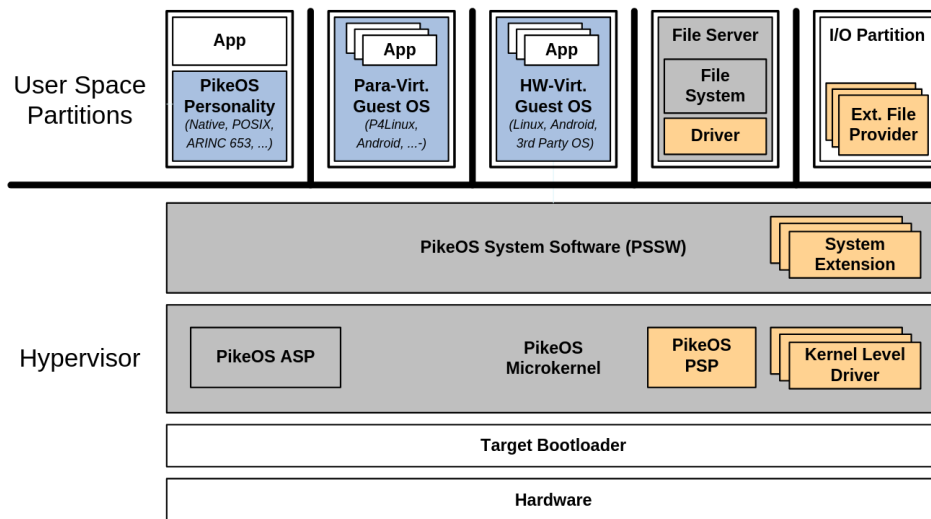 User Space
Partitions
App
PikeOS
Personality
(Native, POSIX,
ARINC 653, ...)
App
Para-Virt.
Guest OS
(P4Linux,
Android, ...-)
App
HW-Virt.
Guest OS
(Linux, Android,
3rd Party OS)
File Server
File
System
Driver
I/O Partition
Ext. File
Provider
Hypervisor
PikeOS System Software (PSSW)
System
Extension
PikeOS ASP
PikeOS
Microkernel
PikeOS
PSP
Kernel Level
Driver
Target Bootloader
Hardware